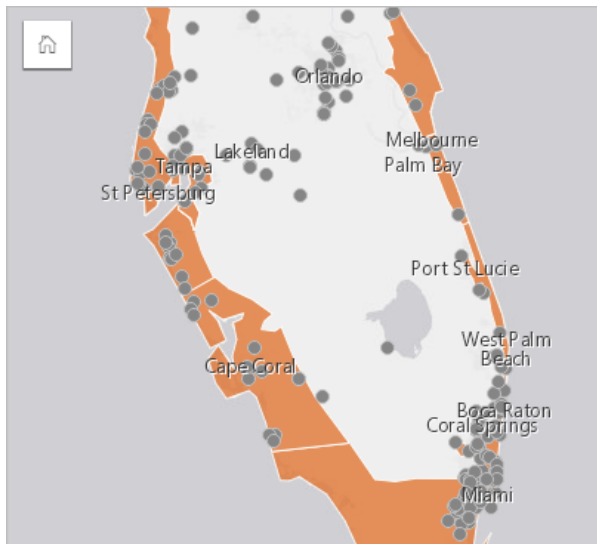 Orlando
Melbourne
Lakeland
Palm Bay
Tampa
St Petersburg
Port St Lucie
West Palm
Beach
Cape Coral
Boca Raton
Coral Springs
Miami